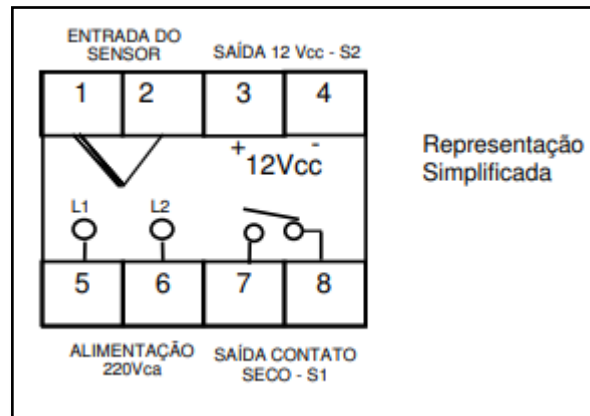 ENTRADA DO
SENSOR
SAÍDA 12 Vcc - S2
1 2 3 4
+ -
12Vcc
Representação
Simplificada
L1 L2
5 6 7 8
ALIMENTAÇÃO
220Vca
SAÍDA CONTATO
SECO - S1